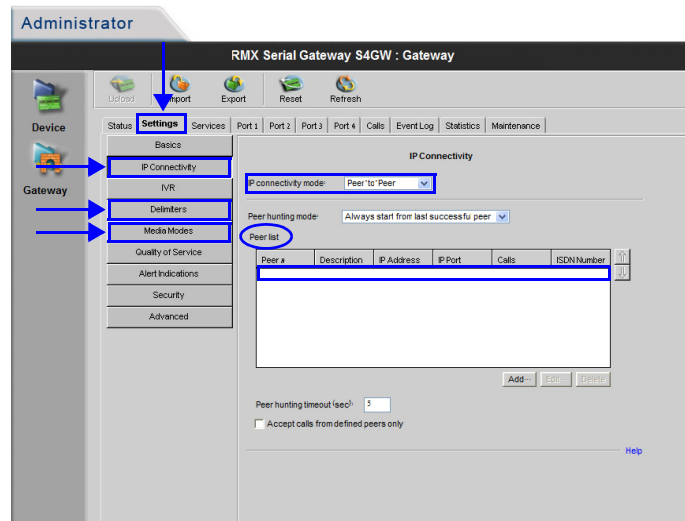 Administrator
RMX Serial Gateway S4GW : Gateway
Upload Import Export Reset Refresh
Device
Gateway
Status Settings Services Port 1 Port 2 Port 3 Port 4 Calls Event Log Statistics Maintenance
Basics
IP Connectivity
IVR
Delimiters
Media Modes
Quality of Service
Alert Indications
Security
Advanced
IP Connectivity
IP connectivity mode: Peer-to-Peer
Peer hunting mode: Always start from last successful peer
Peer list
Peer # Description IP Address IP Port Calls ISDN Number
Add... Edit... Delete
Peer hunting timeout (sec): 5
Accept calls from defined peers only
Help